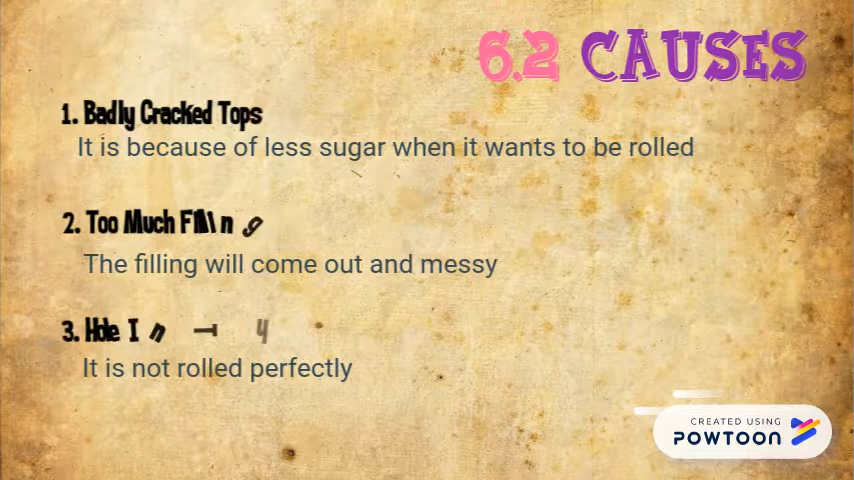 6.2 CAUSES
1. Badly Cracked Tops
It is because of less sugar when it wants to be rolled
2. Too Much Filling
The filling will come out and messy
3. Hole In
It is not rolled perfectly
CREATED USING
POWTOON